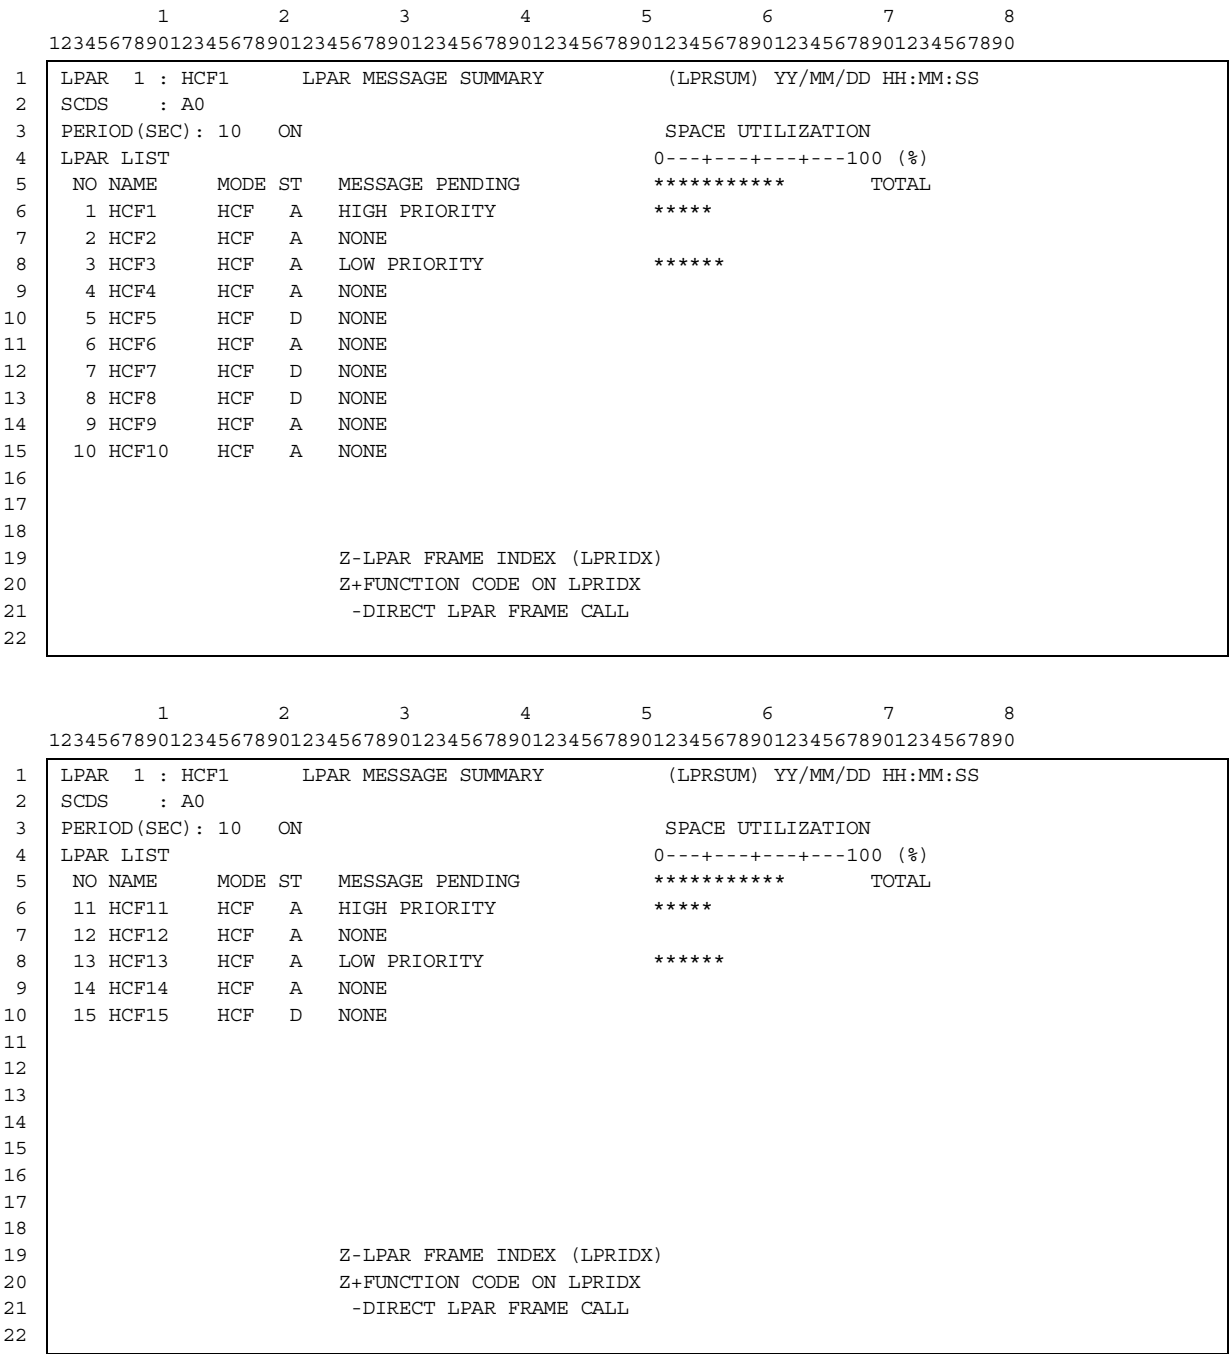 1         2         3         4         5         6         7         8
12345678901234567890123456789012345678901234567890123456789012345678901234567890
1   LPAR  1 : HCF1      LPAR MESSAGE SUMMARY          (LPRSUM) YY/MM/DD HH:MM:SS
2   SCDS    : A0
3   PERIOD(SEC): 10   ON                              SPACE UTILIZATION
4   LPAR LIST                                        0---+---+---+---100 (%)
5    NO NAME     MODE ST   MESSAGE PENDING           ***********       TOTAL
6     1 HCF1     HCF   A   HIGH PRIORITY             *****
7     2 HCF2     HCF   A   NONE
8     3 HCF3     HCF   A   LOW PRIORITY              ******
9     4 HCF4     HCF   A   NONE
10    5 HCF5     HCF   D   NONE
11    6 HCF6     HCF   A   NONE
12    7 HCF7     HCF   D   NONE
13    8 HCF8     HCF   D   NONE
14    9 HCF9     HCF   A   NONE
15   10 HCF10    HCF   A   NONE
16
17
18
19                         Z-LPAR FRAME INDEX (LPRIDX)
20                         Z+FUNCTION CODE ON LPRIDX
21                          -DIRECT LPAR FRAME CALL
22
         1         2         3         4         5         6         7         8
12345678901234567890123456789012345678901234567890123456789012345678901234567890
1   LPAR  1 : HCF1      LPAR MESSAGE SUMMARY          (LPRSUM) YY/MM/DD HH:MM:SS
2   SCDS    : A0
3   PERIOD(SEC): 10   ON                              SPACE UTILIZATION
4   LPAR LIST                                        0---+---+---+---100 (%)
5    NO NAME     MODE ST   MESSAGE PENDING           ***********       TOTAL
6    11 HCF11    HCF   A   HIGH PRIORITY             *****
7    12 HCF12    HCF   A   NONE
8    13 HCF13    HCF   A   LOW PRIORITY              ******
9    14 HCF14    HCF   A   NONE
10   15 HCF15    HCF   D   NONE
11
12
13
14
15
16
17
18
19                         Z-LPAR FRAME INDEX (LPRIDX)
20                         Z+FUNCTION CODE ON LPRIDX
21                          -DIRECT LPAR FRAME CALL
22